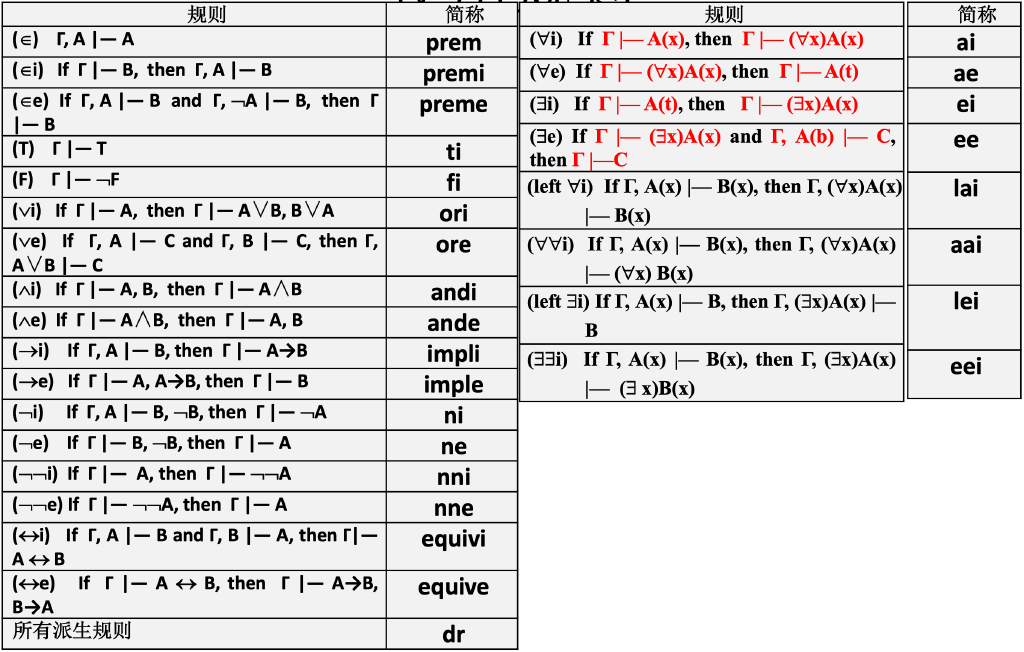 规则 简称
(∈) Γ, A |— A prem
(∈i) If Γ |— B, then Γ, A |— B premi
(∈e) If Γ, A |— B and Γ, ¬A |— B, then Γ
|— B preme
(T) Γ |— T ti
(F) Γ |— ¬F fi
(∨i) If Γ |— A, then Γ |— A∨B, B∨A ori
(∨e) If Γ, A |— C and Γ, B |— C, then Γ,
A∨B |— C ore
(∧i) If Γ |— A, B, then Γ |— A∧B andi
(∧e) If Γ |— A∧B, then Γ |— A, B ande
(→i) If Γ, A |— B, then Γ |— A→B impli
(→e) If Γ |— A, A→B, then Γ |— B imple
(¬i) If Γ, A |— B, ¬B, then Γ |— ¬A ni
(¬e) If Γ |— B, ¬B, then Γ |— A ne
(¬¬i) If Γ |— A, then Γ |— ¬¬A nni
(¬¬e) If Γ |— ¬¬A, then Γ |— A nne
(↔i) If Γ, A |— B and Γ, B |— A, then Γ|—
A ↔ B equivi
(↔e) If Γ |— A ↔ B, then Γ |— A→B,
B→A equive
所有派生规则 dr
规则 简称
(∀i) If Γ |— A(x), then Γ |— (∀x)A(x) ai
(∀e) If Γ |— (∀x)A(x), then Γ |— A(t) ae
(∃i) If Γ |— A(t), then Γ |— (∃x)A(x) ei
(∃e) If Γ |— (∃x)A(x) and Γ, A(b) |— C,
then Γ |—C ee
(left ∀i) If Γ, A(x) |— B(x), then Γ, (∀x)A(x)
|— B(x) lai
(∀∀i) If Γ, A(x) |— B(x), then Γ, (∀x)A(x)
|— (∀x) B(x) aai
(left ∃i) If Γ, A(x) |— B, then Γ, (∃x)A(x) |—
B lei
(∃∃i) If Γ, A(x) |— B(x), then Γ, (∃x)A(x)
|— (∃ x)B(x) eei